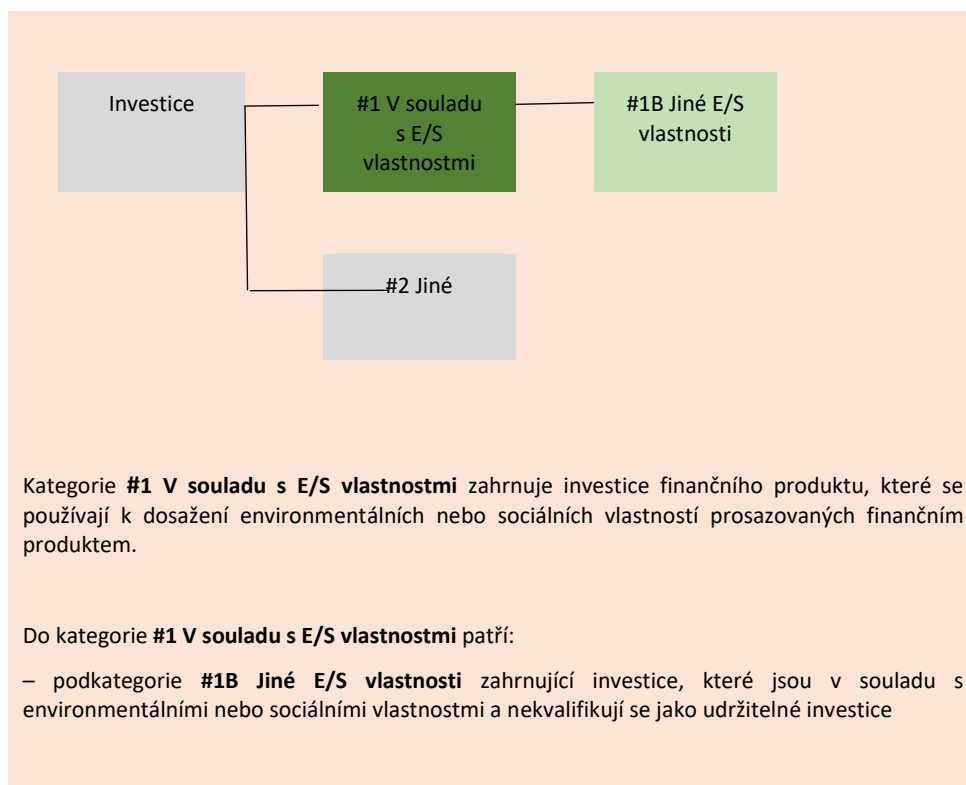 Investice
#1 V souladu
s E/S
vlastnostmi
#1B Jiné E/S
vlastnosti
#2 Jiné
Kategorie #1 V souladu s E/S vlastnostmi zahrnuje investice finančního produktu, které se
používají k dosažení environmentálních nebo sociálních vlastností prosazovaných finančním
produktem.
Do kategorie #1 V souladu s E/S vlastnostmi patří:
– podkategorie #1B Jiné E/S vlastnosti zahrnující investice, které jsou v souladu s
environmentálními nebo sociálními vlastnostmi a nekvalifikují se jako udržitelné investice